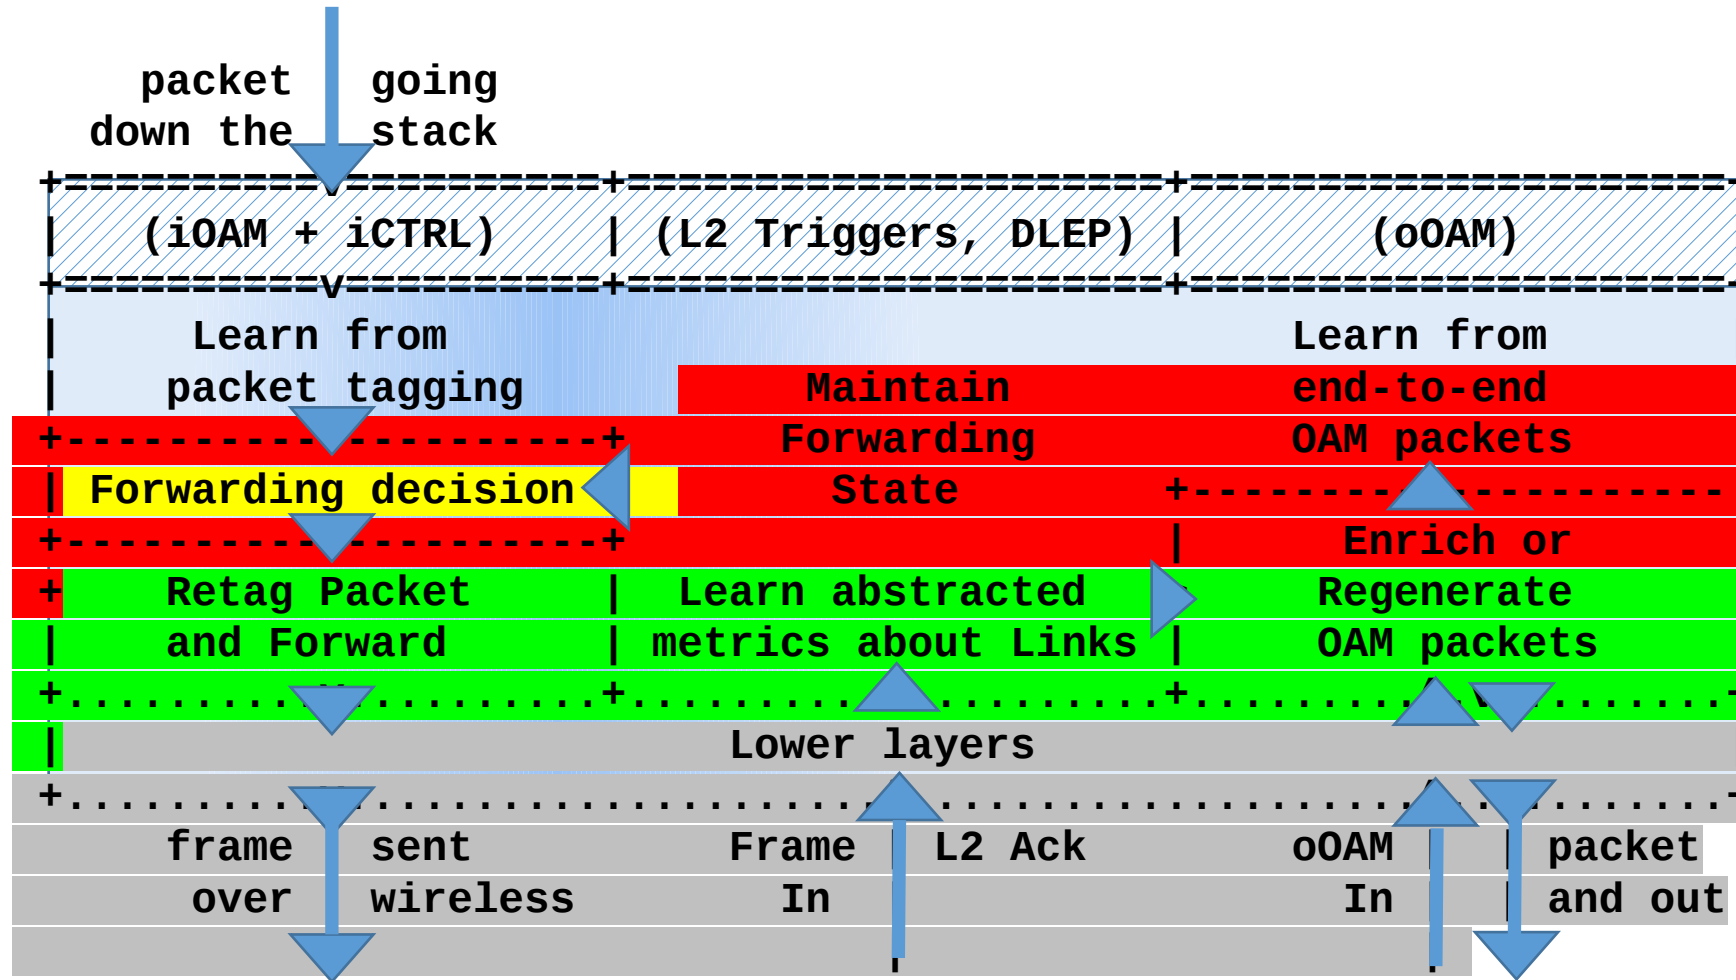 packet going
down the stack
(iOAM + iCTRL) | (L2 Triggers, DLEP) | (oOAM)
Learn from Learn from
packet tagging Maintain end-to-end
Forwarding OAM packets
Forwarding decision State
Enrich or
Retag Packet | Learn abstracted Regenerate
and Forward | metrics about Links | OAM packets
Lower layers
frame sent Frame | L2 Ack oOAM | | packet
over wireless In In | | and out